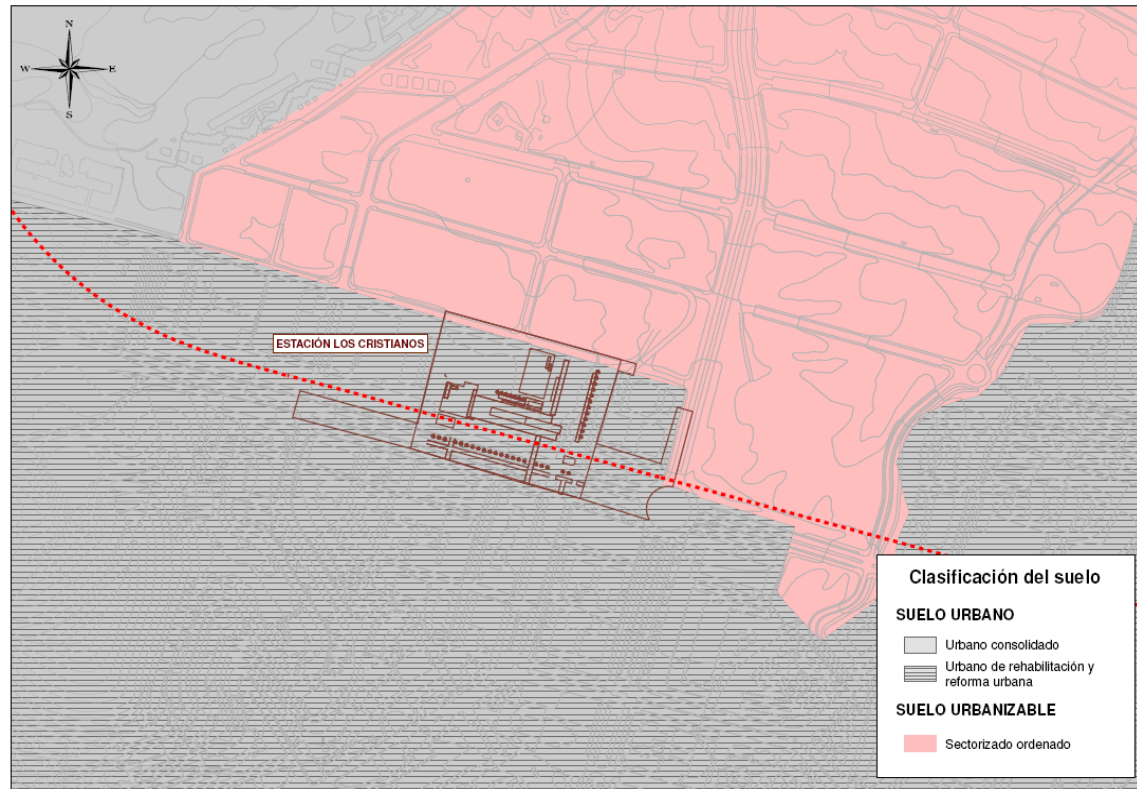 N
W E
S
ESTACIÓN LOS CRISTIANOS
Clasificación del suelo
SUELO URBANO
Urbano consolidado
Urbano de rehabilitación y
reforma urbana
SUELO URBANIZABLE
Sectorizado ordenado